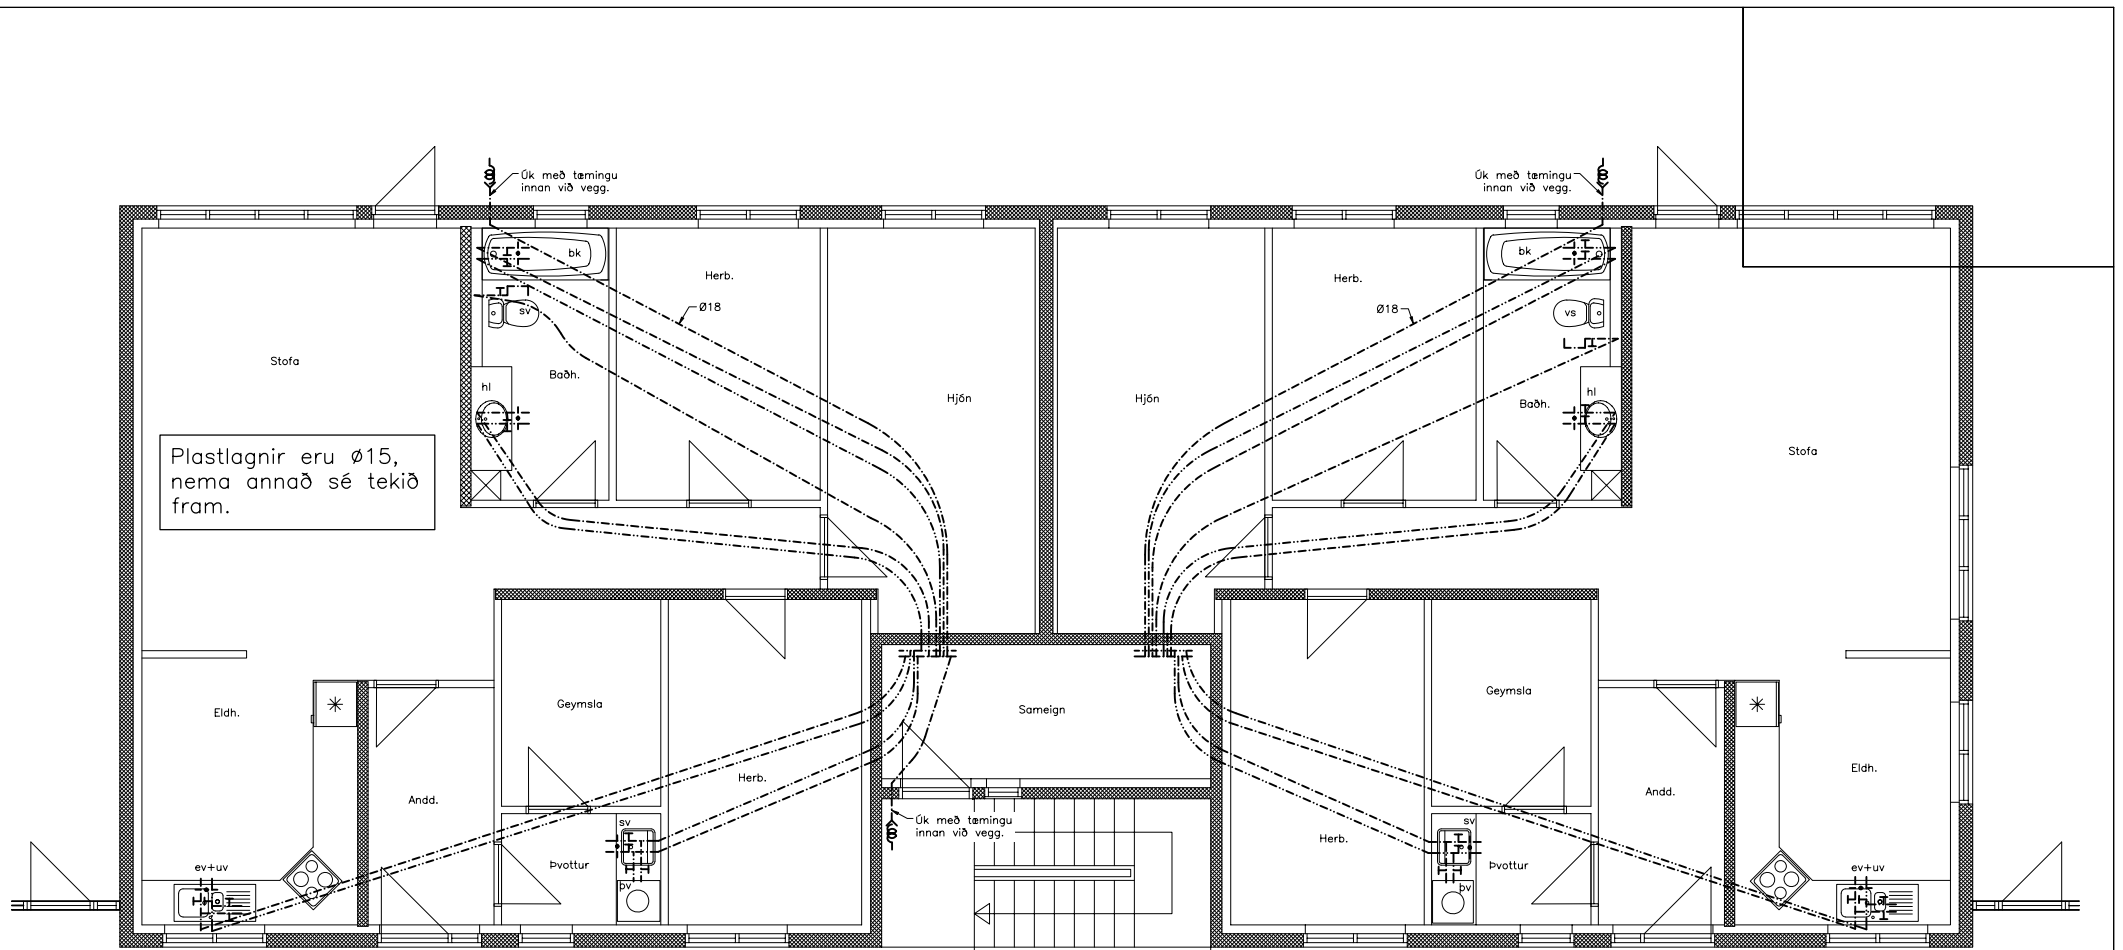 Úk með tæmingu
innan við vegg.
Úk með tæmingu
innan við vegg.
bk
Herb.
Ø18
sv
Stofa
Baðh.
hl
Hjón
Plastlagnir eru ø15,
nema annað sé tekið
fram.
Hjón
Herb.
Ø18
bk
vs
hl
Baðh.
Stofa
Eldh.
Geymsla
Andd.
Herb.
sv
Þvottur
þv
ev+uv
Sameign
Úk með tæmingu
innan við vegg.
Geymsla
Herb.
sv
Þvottur
þv
Andd.
Eldh.
ev+uv